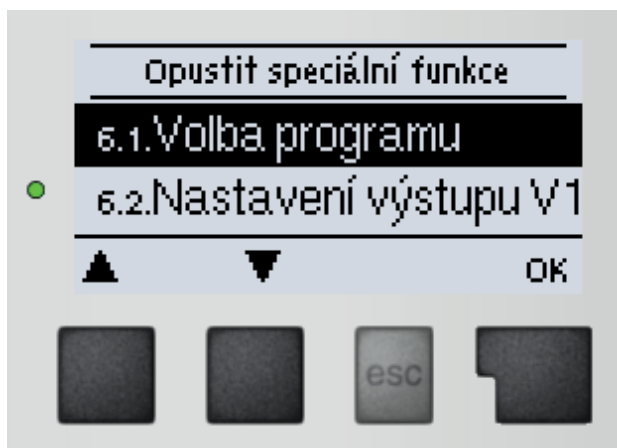 Opustit speciální funkce
6.1.Volba programu
6.2.Nastavení výstupu V1
▲ ▼ OK
esc